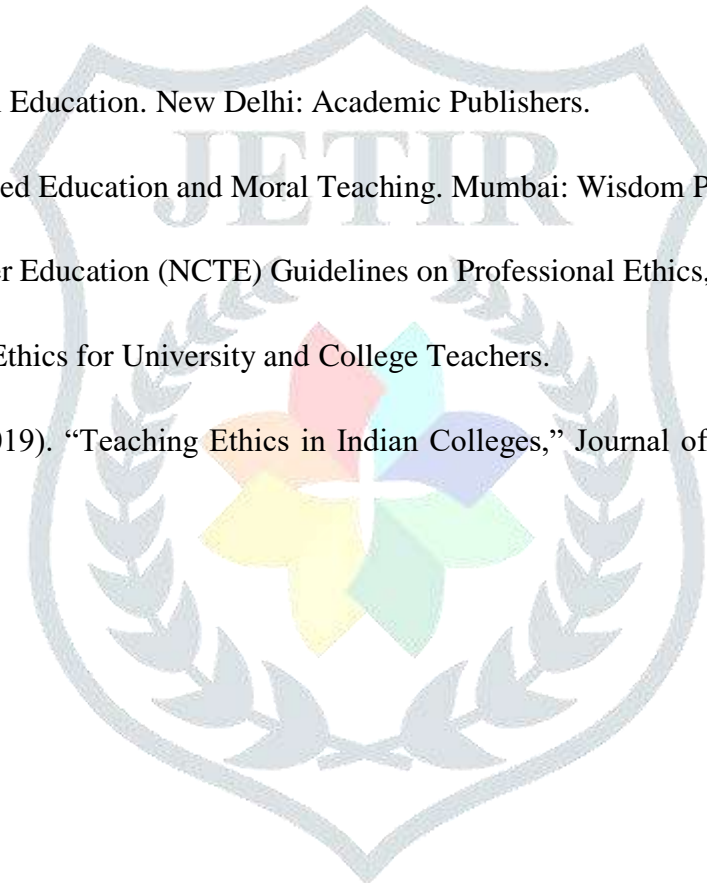 Education. New Delhi: Academic Publishers.
JETIR
ed Education and Moral Teaching. Mumbai: Wisdom P
er Education (NCTE) Guidelines on Professional Ethics,
Ethics for University and College Teachers.
019). “Teaching Ethics in Indian Colleges,” Journal of